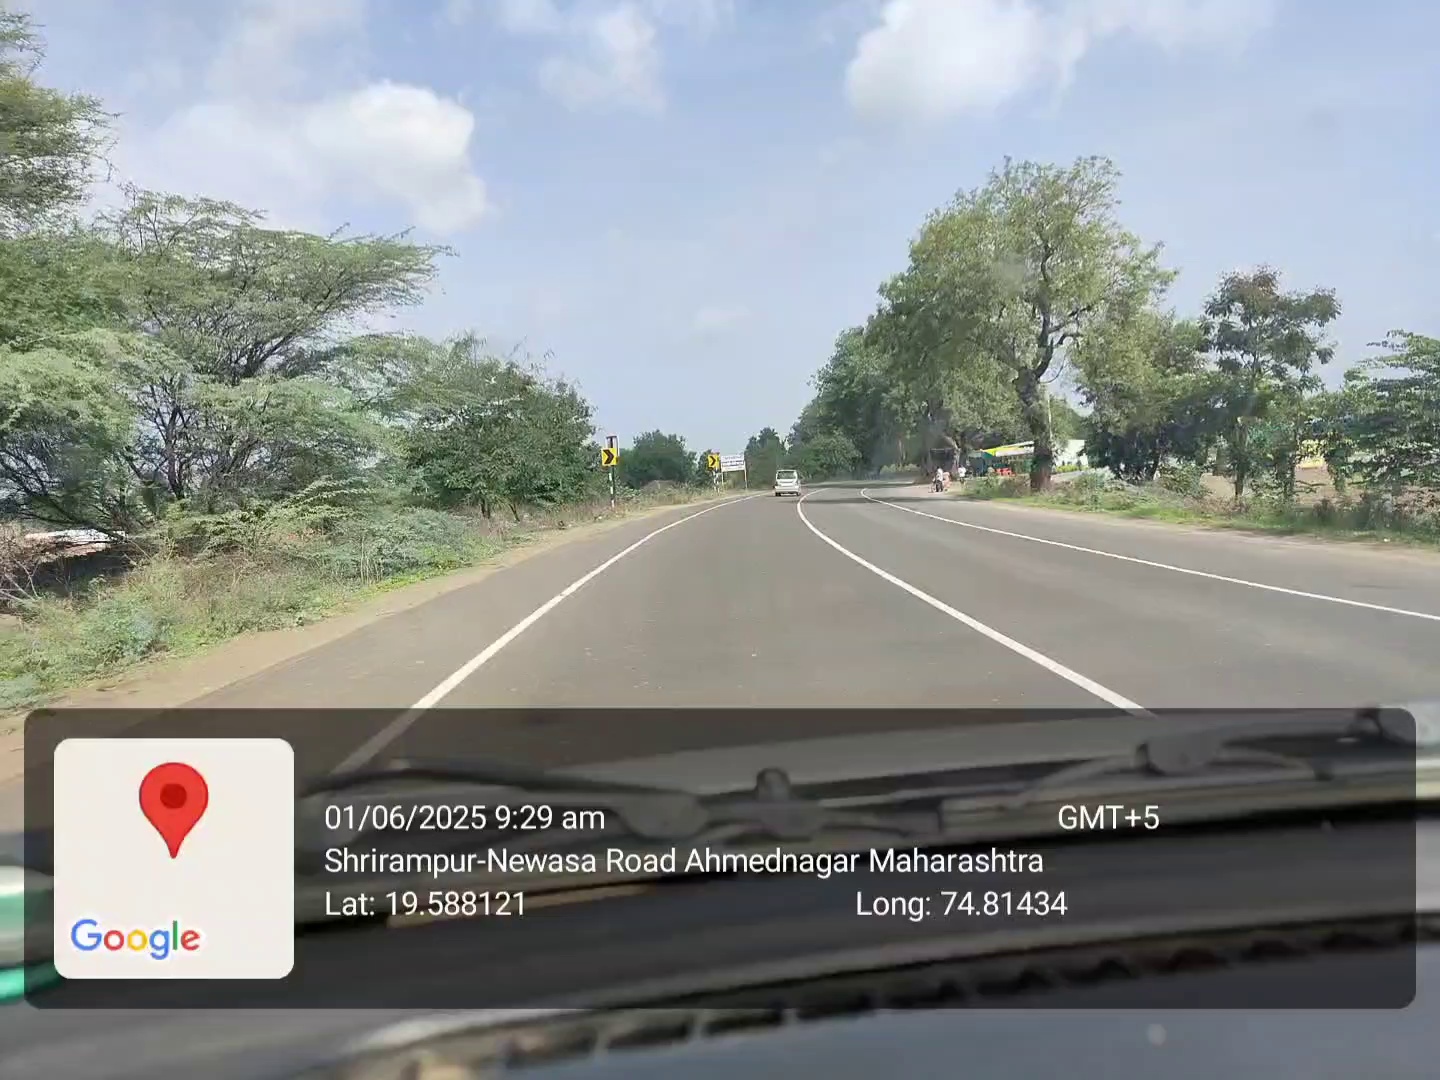 01/06/2025 9:29 am GMT+5
Shrirampur-Newasa Road Ahmednagar Maharashtra
Lat: 19.588121 Long: 74.81434
Google